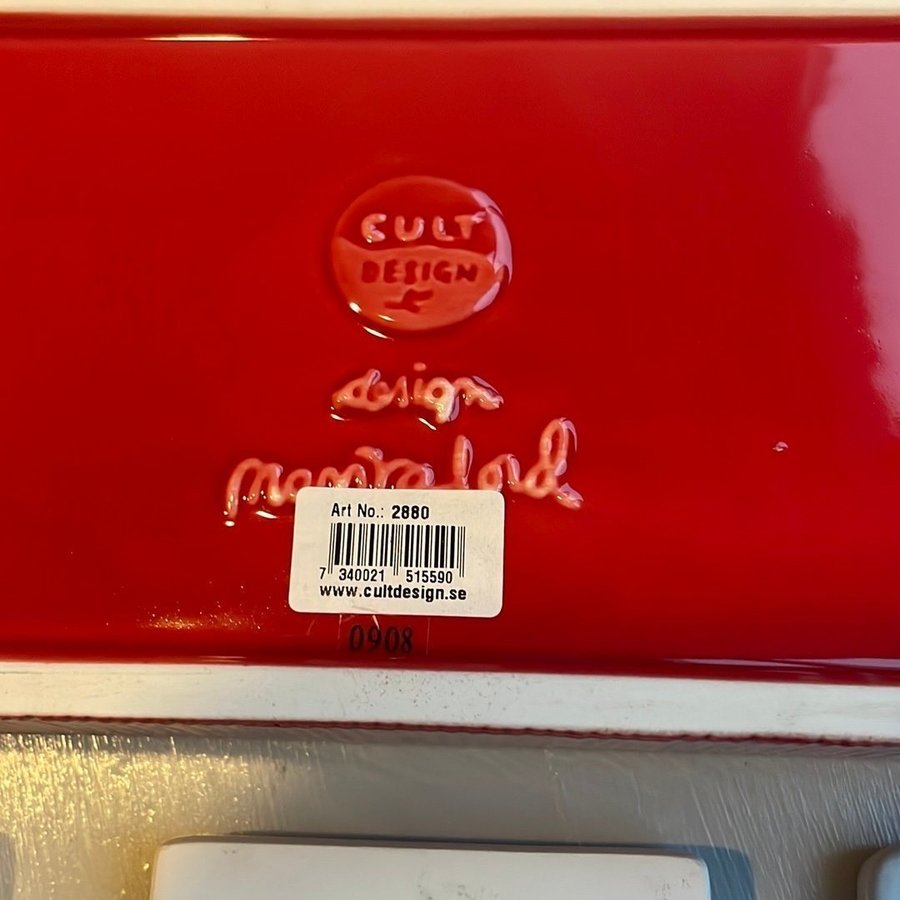 CULT
DESIGN
design
Art No.: 2880
7 340021 515590
www.cultdesign.se
0908